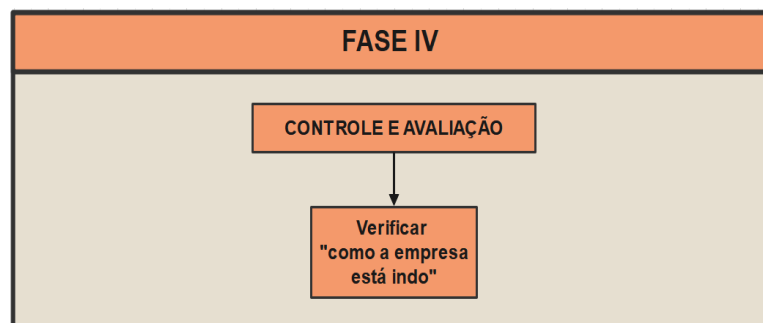 FASE IV
CONTROLE E AVALIAÇÃO
Verificar
"como a empresa
está indo"